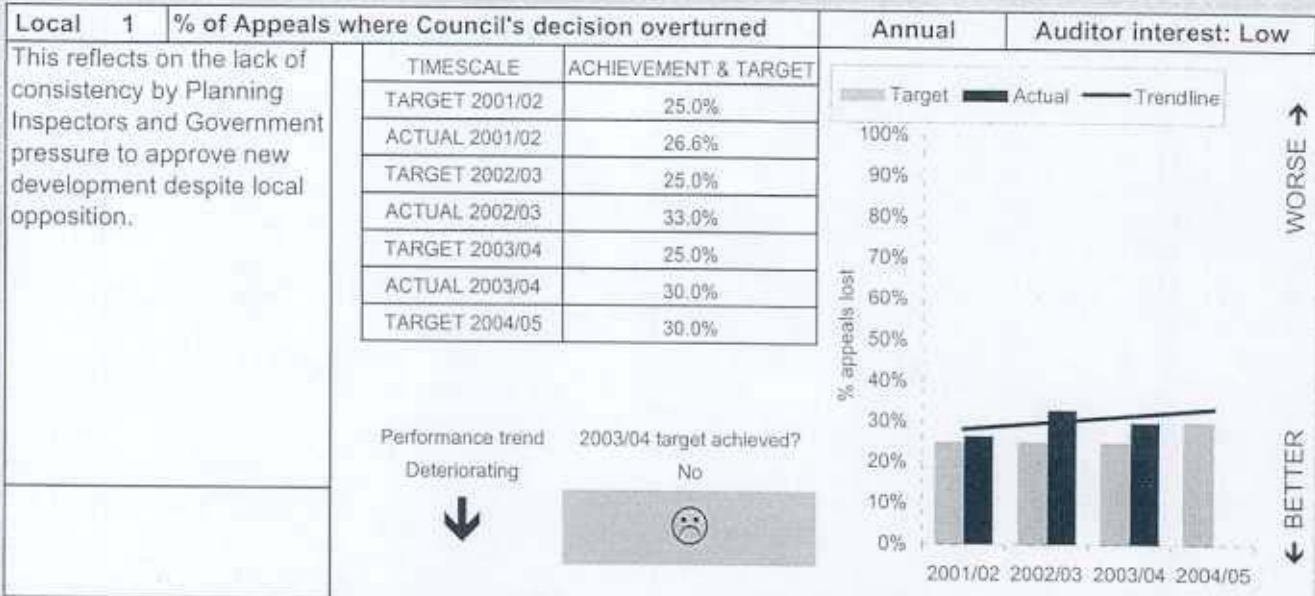 Local 1 % of Appeals where Council's decision overturned Annual Auditor interest: Low
This reflects on the lack of
consistency by Planning
Inspectors and Government
pressure to approve new
development despite local
opposition.
TIMESCALE ACHIEVEMENT & TARGET
TARGET 2001/02 25.0%
ACTUAL 2001/02 26.6%
TARGET 2002/03 25.0%
ACTUAL 2002/03 33.0%
TARGET 2003/04 25.0%
ACTUAL 2003/04 30.0%
TARGET 2004/05 30.0%
Performance trend 2003/04 target achieved?
Deteriorating No
Target Actual Trendline
% appeals lost
100%
90%
80%
70%
60%
50%
40%
30%
20%
10%
0%
2001/02 2002/03 2003/04 2004/05
WORSE →
← BETTER